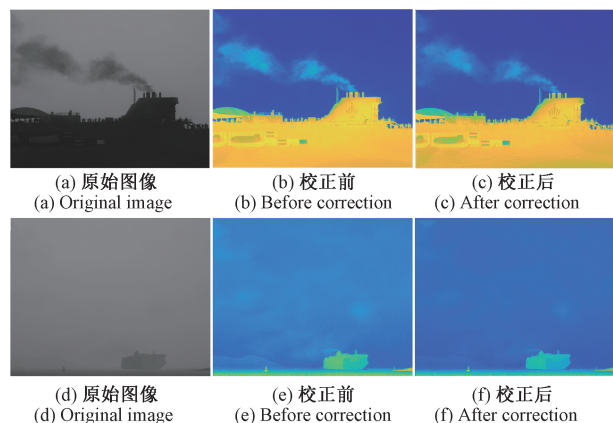 (a) 原始图像 (b) 校正前 (c) 校正后
(a) Original image (b) Before correction (c) After correction
(d) 原始图像 (e) 校正前 (f) 校正后
(d) Original image (e) Before correction (f) After correction